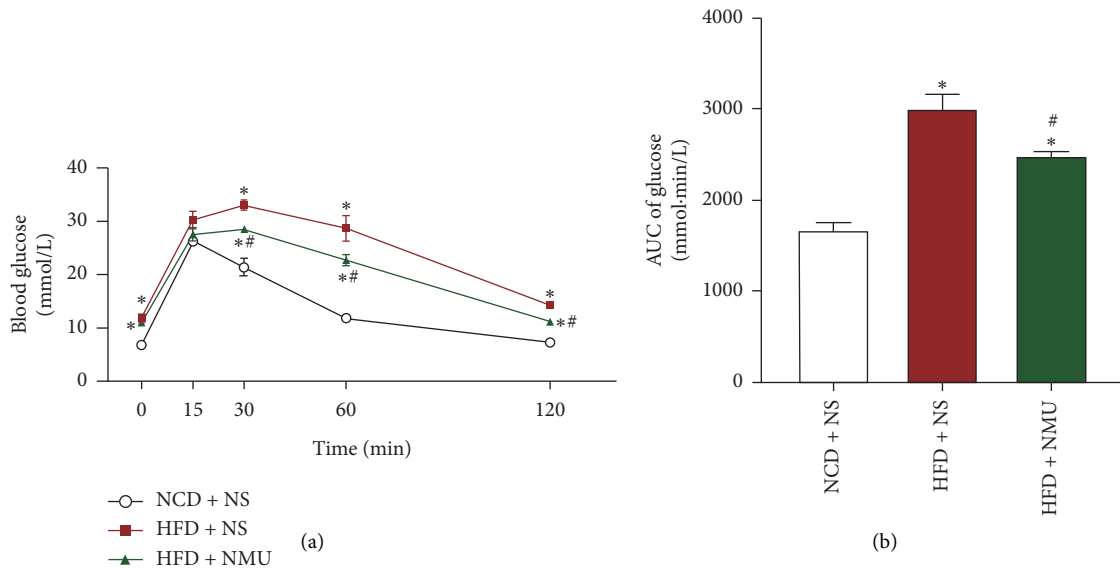 Blood glucose
(mmol/L)
40
30
20
10
0
*
*
*
*
*
*#
*#
*#
0
15
30
60
120
Time (min)
NCD + NS
HFD + NS
HFD + NMU
(a)
AUC of glucose
(mmol·min/L)
4000
3000
2000
1000
0
*
#
*
NCD + NS
HFD + NS
HFD + NMU
(b)